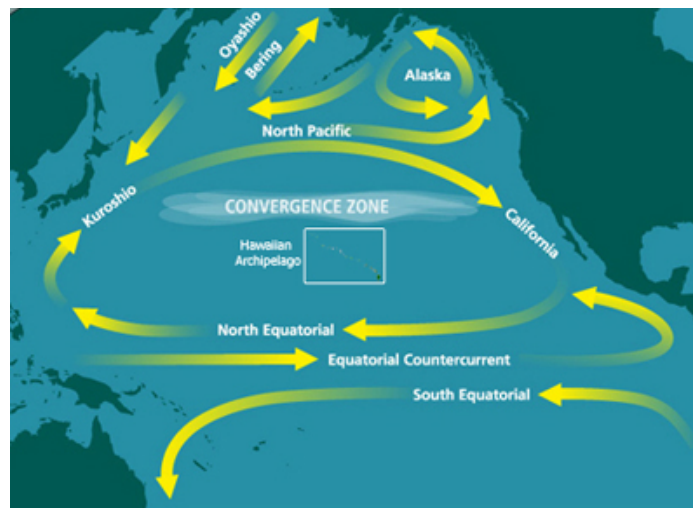 Oyashio
Bering
Alaska
North Pacific
Kuroshio
CONVERGENCE ZONE
California
Hawaiian
Archipelago
North Equatorial
Equatorial Countercurrent
South Equatorial